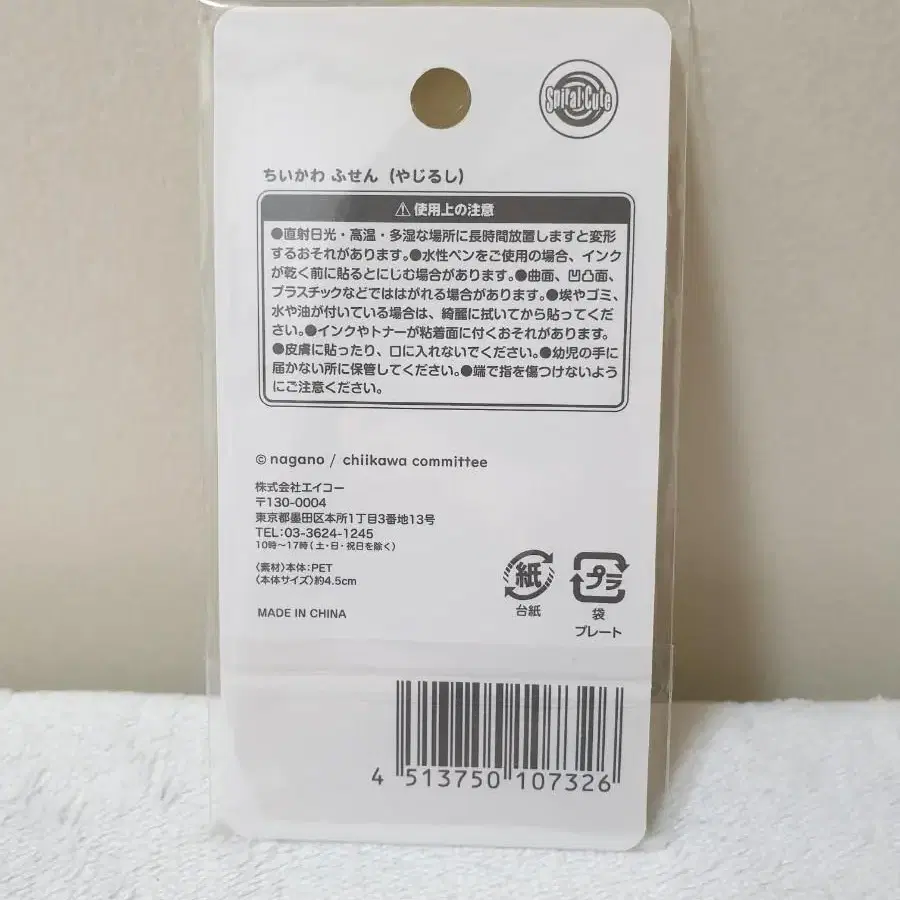 Spiral Cute
ちいかわ ふせん (やじるし)
⚠使用上の注意
●直射日光・高温・多湿な場所に長時間放置しますと変形
するおそれがあります。●水性ペンをご使用の場合、インク
が乾く前に貼るとにじむ場合があります。●曲面、凹凸面、
プラスチックなどでははがれる場合があります。●埃やゴミ、
水や油が付いている場合は、綺麗に拭いてから貼ってくだ
さい。●インクやトナーが粘着面に付くおそれがあります。
●皮膚に貼ったり、口に入れないでください。●幼児の手に
届かない所に保管してください。●端で指を傷つけないよう
にご注意ください。
© nagano / chiikawa committee
株式会社エイコー
〒130-0004
東京都墨田区本所1丁目3番地13号
TEL:03-3624-1245
10時〜17時(土・日・祝日を除く)
〈素材〉本体:PET
〈本体サイズ〉約4.5cm
MADE IN CHINA
紙
台紙
プラ
袋
プレート
4 513750 107326